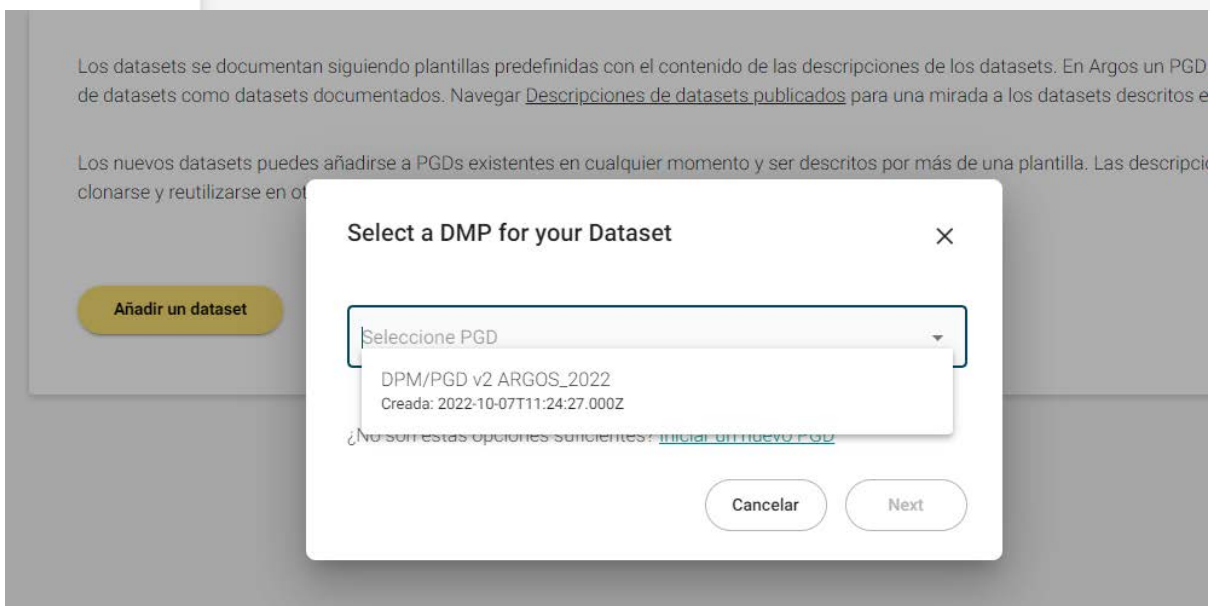 Los datasets se documentan siguiendo plantillas predefinidas con el contenido de las descripciones de los datasets. En Argos un PGD
de datasets como datasets documentados. Navegar Descripciones de datasets publicados para una mirada a los datasets descritos e
Los nuevos datasets puedes añadirse a PGDs existentes en cualquier momento y ser descritos por más de una plantilla. Las descripci
clonarse y reutilizarse en ot
Select a DMP for your Dataset
Añadir un dataset
Seleccione PGD
DPM/PGD v2 ARGOS_2022
Creada: 2022-10-07T11:24:27.000Z
¿No son estas opciones suficientes? Iniciar un nuevo PGD
Cancelar
Next